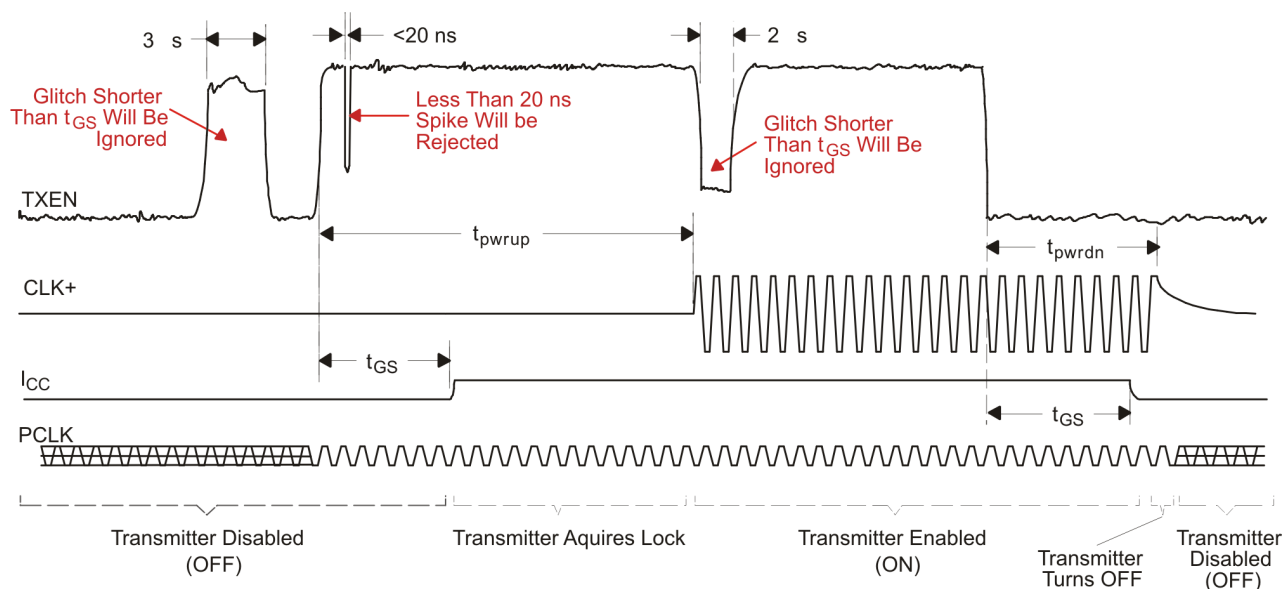 3 s
<20 ns
2 s
Glitch Shorter
Than tGS Will Be
Ignored
Less Than 20 ns
Spike Will be
Rejected
Glitch Shorter
Than tGS Will Be
Ignored
TXEN
tpwrup
tpwrdn
CLK+
tGS
ICC
tGS
PCLK
Transmitter Disabled
(OFF)
Transmitter Aquires Lock
Transmitter Enabled
(ON)
Transmitter
Turns OFF
Transmitter
Disabled
(OFF)